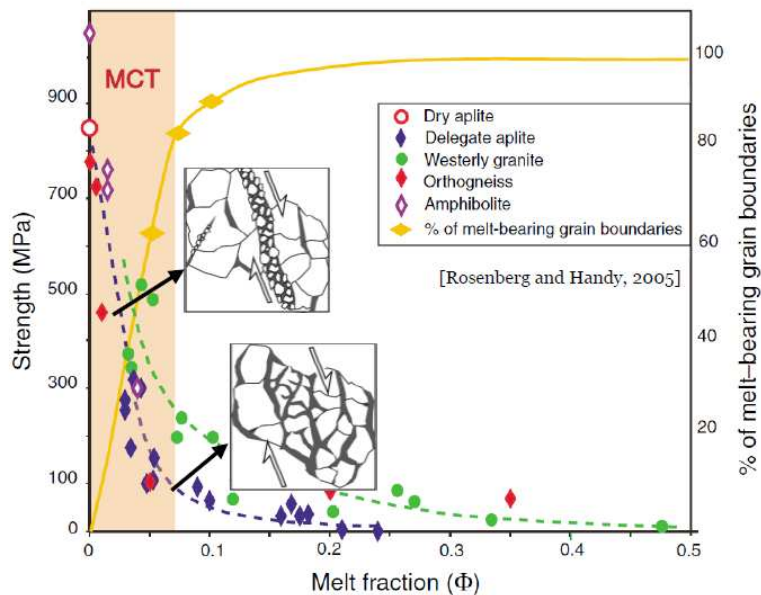 MCT
900
700
500
300
100
0
Strength (MPa)
100
80
60
40
20
% of melt–bearing grain boundaries
Dry aplite
Delegate aplite
Westerly granite
Orthogneiss
Amphibolite
% of melt-bearing grain boundaries
[Rosenberg and Handy, 2005]
0 0.1 0.2 0.3 0.4 0.5
Melt fraction (Φ)